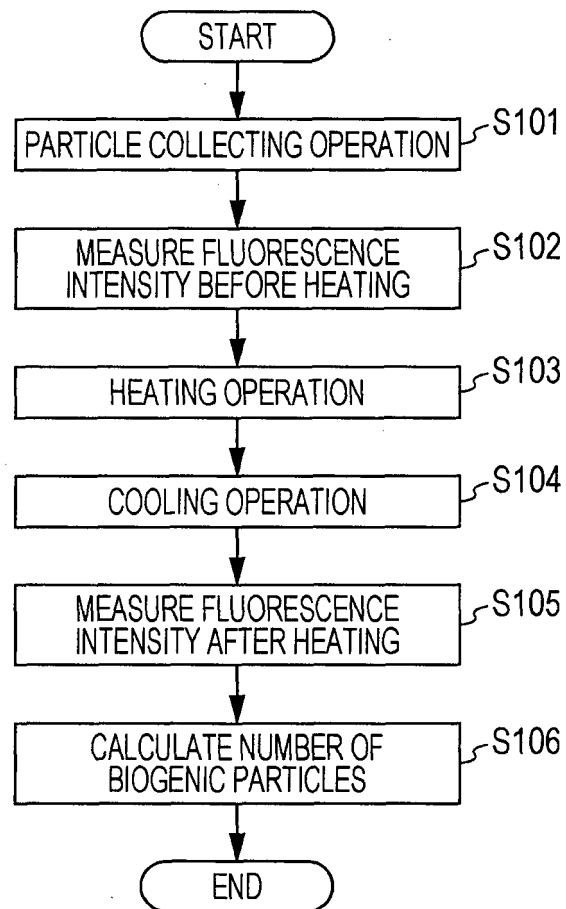 START
PARTICLE COLLECTING OPERATION
S101
MEASURE FLUORESCENCE
INTENSITY BEFORE HEATING
S102
HEATING OPERATION
S103
COOLING OPERATION
S104
MEASURE FLUORESCENCE
INTENSITY AFTER HEATING
S105
CALCULATE NUMBER OF
BIOGENIC PARTICLES
S106
END